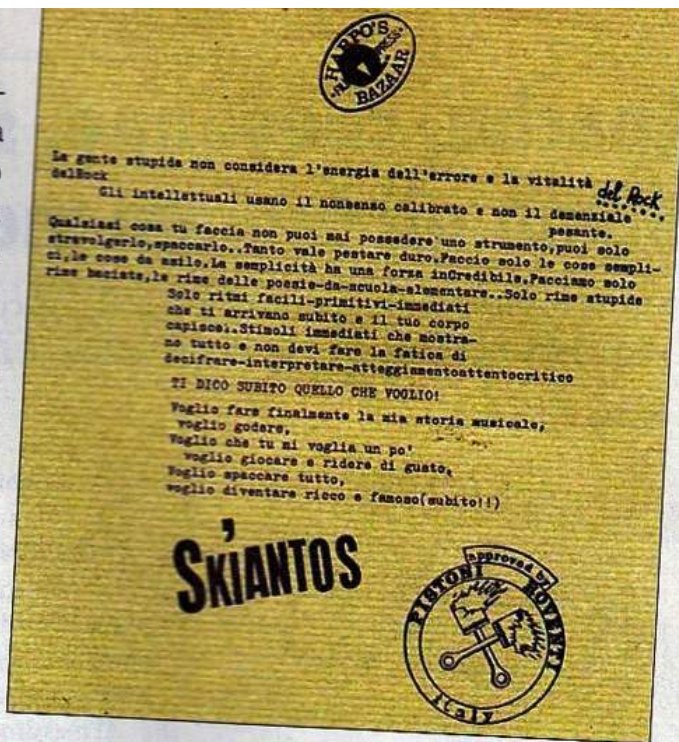 HARPO'S
BAZAAR
La gente stupida non considera l'energia dell'errore e la vitalità del Rock
delRock
Gli intellettuali usano il nonsenso calibrato e non il demenziale
pesante.
Qualsiasi cosa tu faccia non puoi mai possedere uno strumento,puoi solo
stravolgerlo,spaccarlo..Tanto vale pestare duro.Faccio solo le cose sempli-
ci,le cose da asilo,La semplicità ha una forza inCredibile.Facciamo solo
rime baciate,le rime delle poesie-da-scuola-elementare..Solo rime stupide
Solo ritmi facili-primitivi-immediati
che ti arrivano subito e il tuo corpo
capisce!.Stimoli immediati che mostra-
no tutto e non devi fare la fatica di
decifrare-interpretare-atteggiamentoattentocritico
TI DICO SUBITO QUELLO CHE VOGLIO!
Voglio fare finalmente la mia storia musicale,
voglio godere,
Voglio che tu mi voglia un po'
voglio giocare e ridere di gusto,
Voglio spaccare tutto,
voglio diventare ricco e famoso(subito!!)
SKIANTOS
approved by
PISTONI ROVENTI
Italy